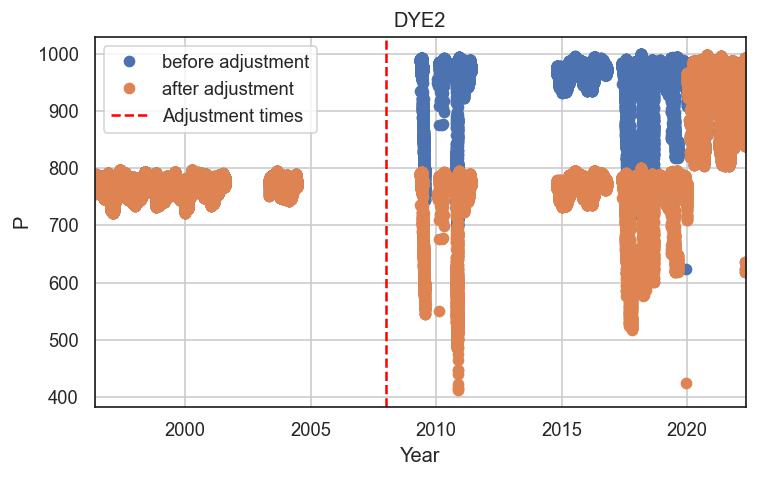 DYE2
before adjustment
after adjustment
Adjustment times
P
1000
900
800
700
600
500
400
2000
2005
2010
2015
2020
Year